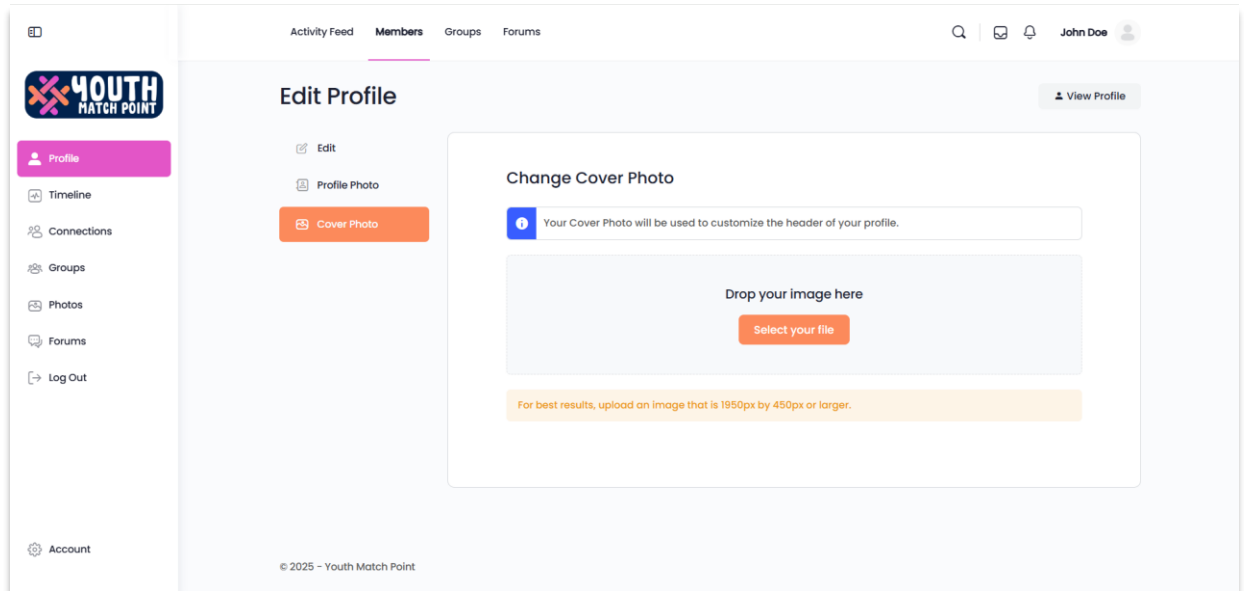 Activity Feed Members Groups Forums John Doe
YOUTH
MATCH POINT
Profile
Timeline
Connections
Groups
Photos
Forums
Log Out
Account
Edit Profile
View Profile
Edit
Profile Photo
Cover Photo
Change Cover Photo
Your Cover Photo will be used to customize the header of your profile.
Drop your image here
Select your file
For best results, upload an image that is 1950px by 450px or larger.
© 2025 - Youth Match Point